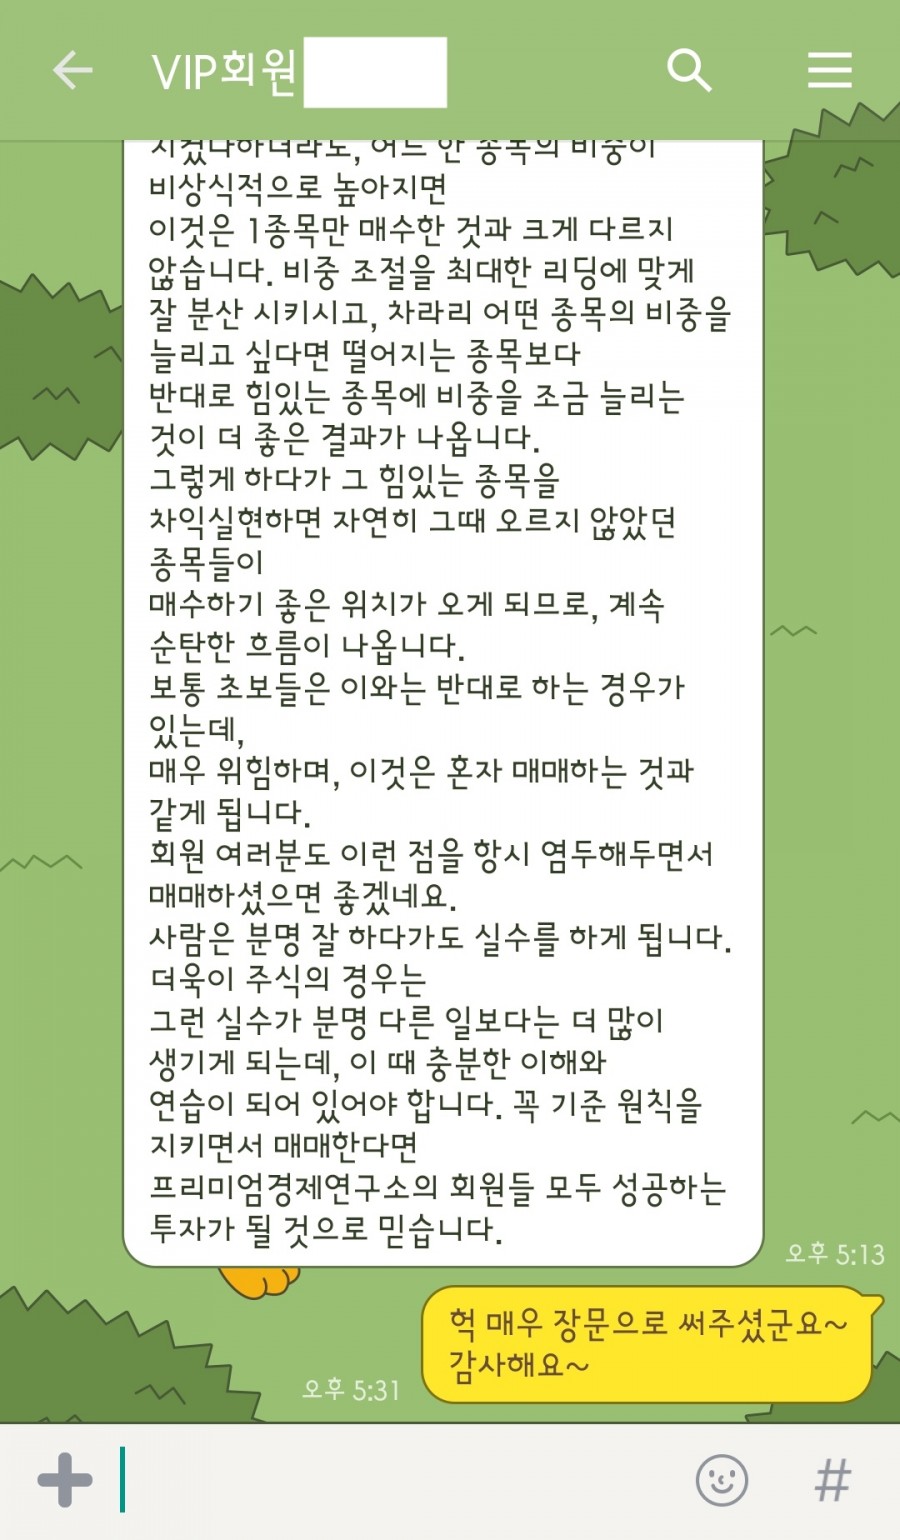 VIP회원
지켰다하더라도, 어느 한 종목의 비중이
비상식적으로 높아지면
이것은 1종목만 매수한 것과 크게 다르지
않습니다. 비중 조절을 최대한 리딩에 맞게
잘 분산 시키시고, 차라리 어떤 종목의 비중을
늘리고 싶다면 떨어지는 종목보다
반대로 힘있는 종목에 비중을 조금 늘리는
것이 더 좋은 결과가 나옵니다.
그렇게 하다가 그 힘있는 종목을
차익실현하면 자연히 그때 오르지 않았던
종목들이
매수하기 좋은 위치가 오게 되므로, 계속
순탄한 흐름이 나옵니다.
보통 초보들은 이와는 반대로 하는 경우가
있는데,
매우 위험하며, 이것은 혼자 매매하는 것과
같게 됩니다.
회원 여러분도 이런 점을 항시 염두해두면서
매매하셨으면 좋겠네요.
사람은 분명 잘 하다가도 실수를 하게 됩니다.
더욱이 주식의 경우는
그런 실수가 분명 다른 일보다는 더 많이
생기게 되는데, 이 때 충분한 이해와
연습이 되어 있어야 합니다. 꼭 기준 원칙을
지키면서 매매한다면
프리미엄경제연구소의 회원들 모두 성공하는
투자가 될 것으로 믿습니다.
오후 5:13
헉 매우 장문으로 써주셨군요~
감사해요~
오후 5:31
#